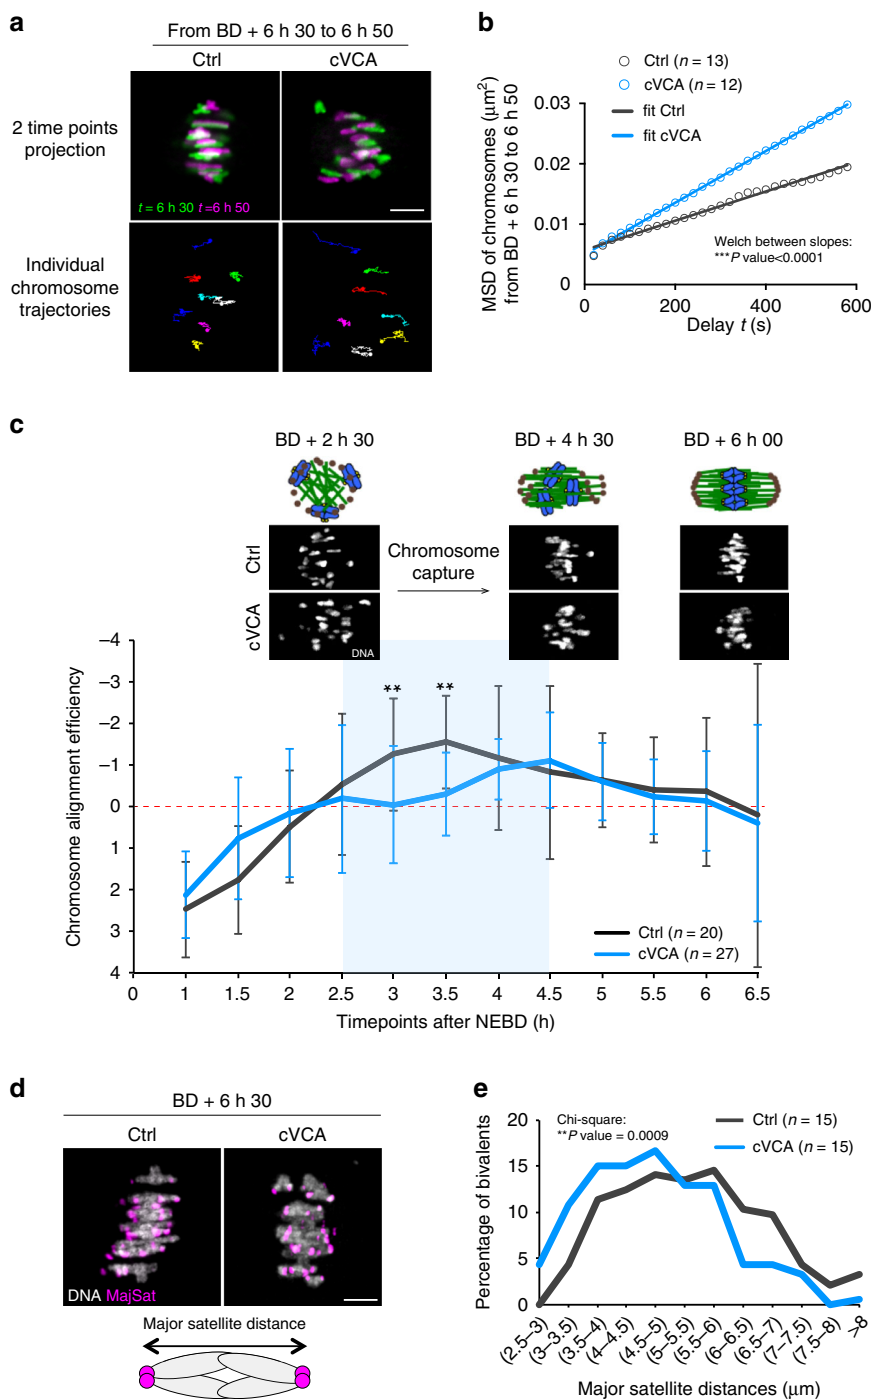 a
From BD + 6 h 30 to 6 h 50
Ctrl
cVCA
2 time points
projection
t = 6 h 30 t=6 h 50
Individual
chromosome
trajectories
b
Ctrl (n = 13)
cVCA (n = 12)
fit Ctrl
fit cVCA
MSD of chromosomes (μm²)
from BD + 6 h 30 to 6 h 50
0.03
0.02
0.01
0
0
200
400
600
Welch between slopes:
***P value<0.0001
Delay t (s)
c
BD + 2 h 30
BD + 4 h 30
BD + 6 h 00
Ctrl
cVCA
Chromosome
capture
DNA
Chromosome alignment efficiency
–4
–3
–2
–1
0
1
2
3
4
**
**
Ctrl (n = 20)
cVCA (n = 27)
0
1
1.5
2
2.5
3
3.5
4
4.5
5
5.5
6
6.5
Timepoints after NEBD (h)
d
BD + 6 h 30
Ctrl
cVCA
DNA MajSat
Major satellite distance
e
Percentage of bivalents
20
15
10
5
0
Chi-square:
**P value = 0.0009
Ctrl (n = 15)
cVCA (n = 15)
(2.5–3)
(3–3.5)
(3.5–4)
(4–4.5)
(4.5–5)
(5–5.5)
(5.5–6)
(6–6.5)
(6.5–7)
(7–7.5)
(7.5–8)
>8
Major satellite distances (μm)